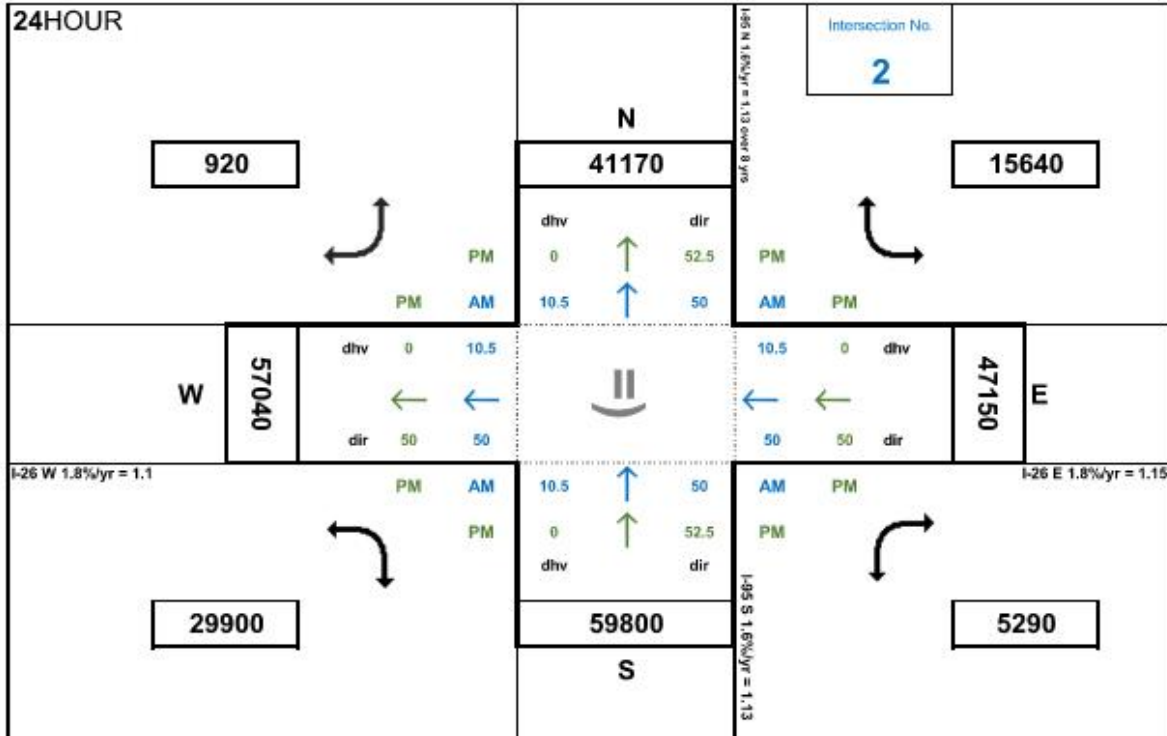 24HOUR
Intersection No.
2
I-95 N 1.6%/yr = 1.13 over 8 yrs
N
920
41170
15640
dhv dir
PM 0 52.5 PM
PM AM 10.5 50 AM PM
dhv 0 10.5 10.5 0 dhv
W 57040 47150 E
dir 50 50 50 50 dir
I-26 W 1.8%/yr = 1.1
I-26 E 1.8%/yr = 1.15
PM AM 10.5 50 AM PM
PM 0 52.5 PM
dhv dir
I-95 S 1.6%/yr = 1.13
29900
59800
5290
S